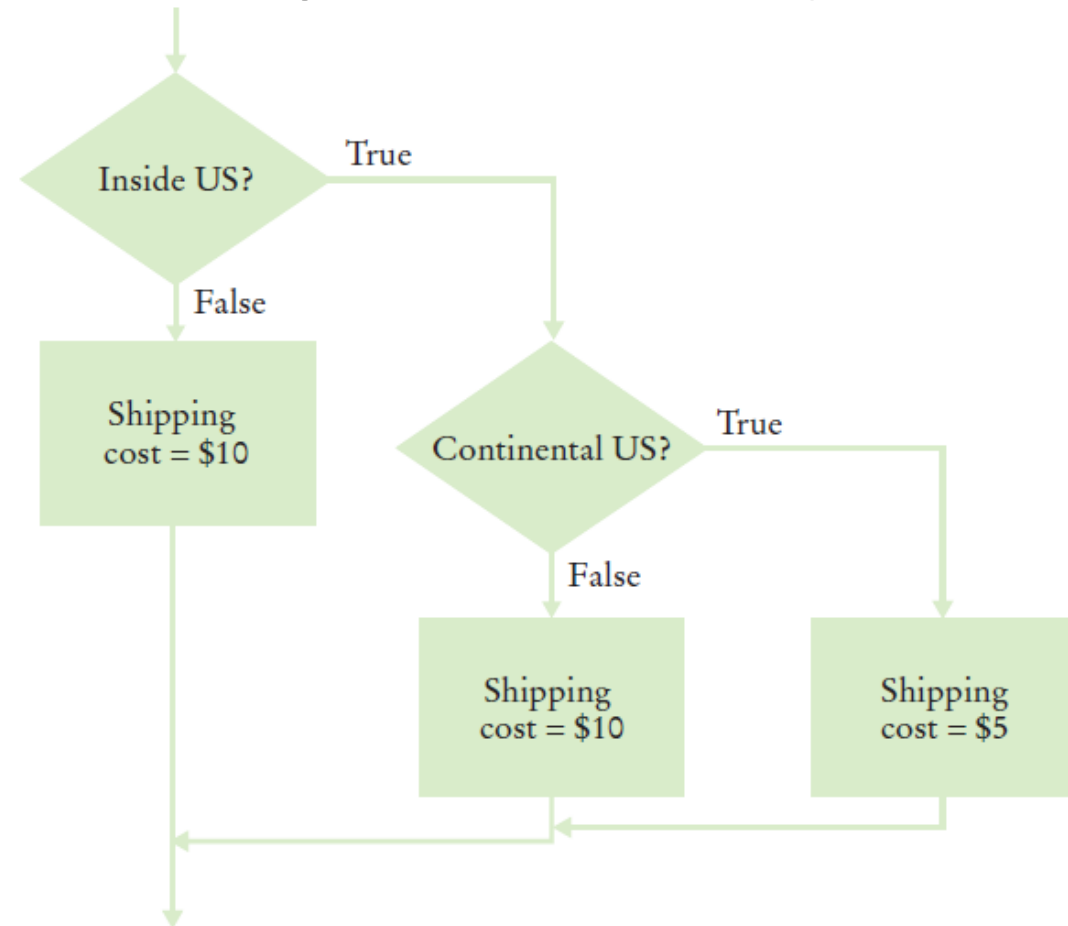 True
Inside US?
False
Shipping
cost = $10
True
Continental US?
False
Shipping
cost = $10
Shipping
cost = $5